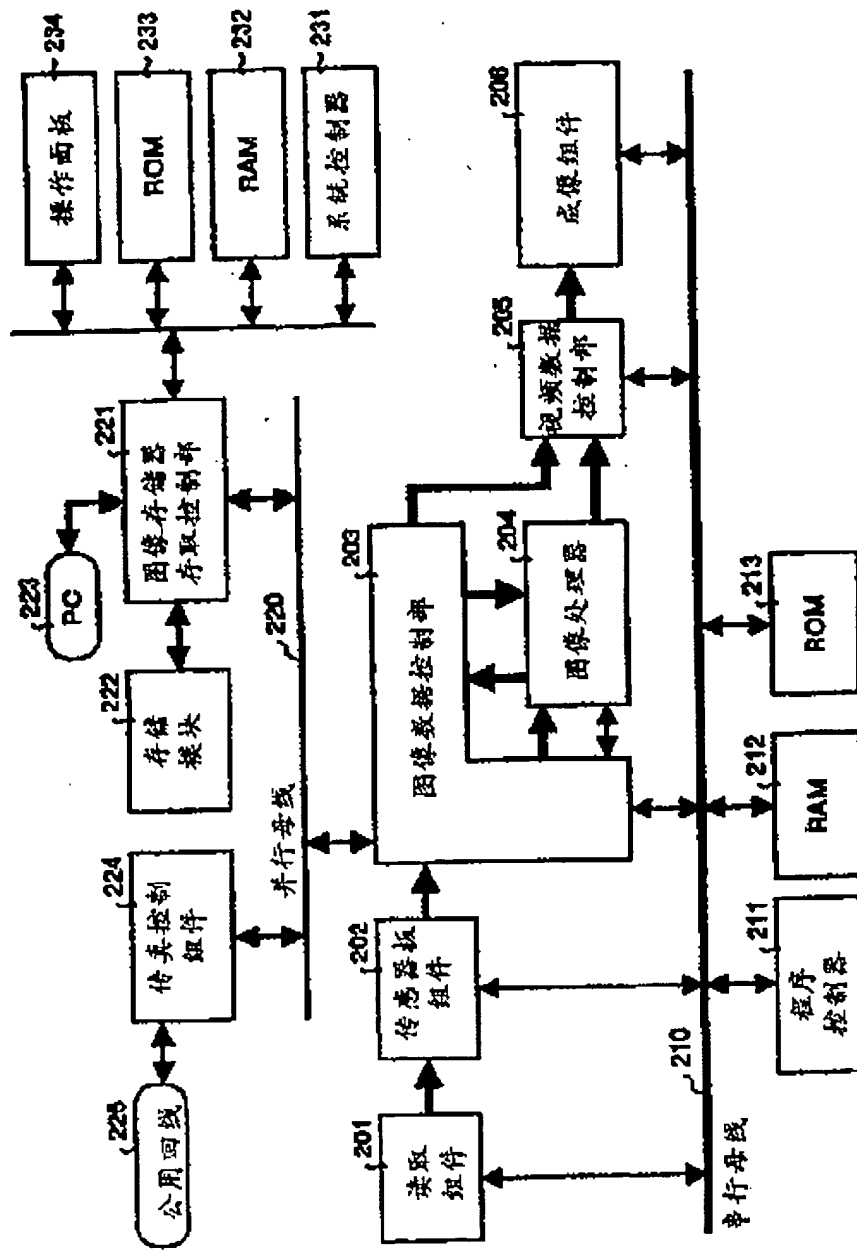 225
公用回线
224
传真控制
组件
222
存储
模块
223
PC
221
图像存储器
存取控制部
234
操作面板
233
ROM
232
RAM
231
系统控制器
并行母线
220
201
读取
组件
202
传感器板
组件
203
图像数据控制部
204
图像处理器
205
视频数据
控制部
206
成像组件
串行母线
210
211
程序
控制器
212
RAM
213
ROM